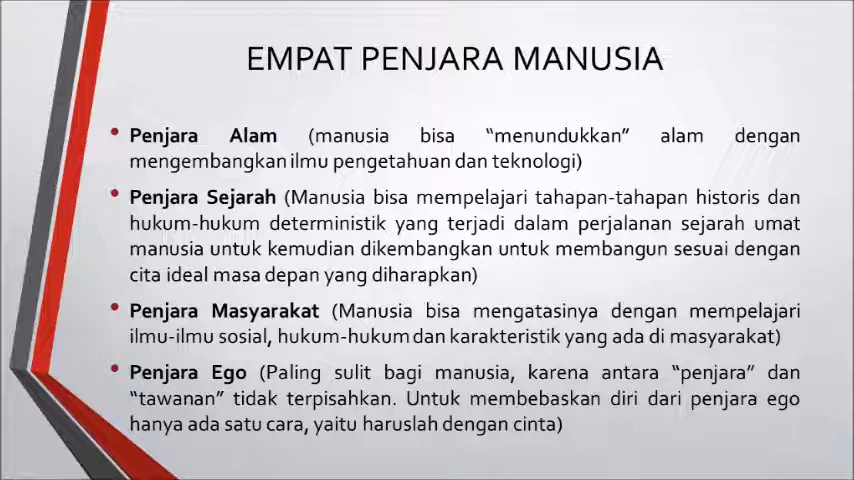 EMPAT PENJARA MANUSIA
• Penjara Alam (manusia bisa “menundukkan” alam dengan
mengembangkan ilmu pengetahuan dan teknologi)
• Penjara Sejarah (Manusia bisa mempelajari tahapan-tahapan historis dan
hukum-hukum deterministik yang terjadi dalam perjalanan sejarah umat
manusia untuk kemudian dikembangkan untuk membangun sesuai dengan
cita ideal masa depan yang diharapkan)
• Penjara Masyarakat (Manusia bisa mengatasinya dengan mempelajari
ilmu-ilmu sosial, hukum-hukum dan karakteristik yang ada di masyarakat)
• Penjara Ego (Paling sulit bagi manusia, karena antara “penjara” dan
“tawanan” tidak terpisahkan. Untuk membebaskan diri dari penjara ego
hanya ada satu cara, yaitu haruslah dengan cinta)